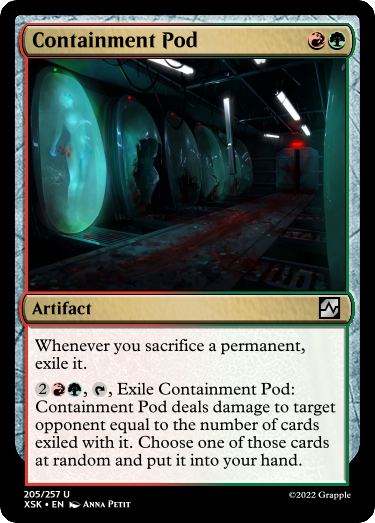 Containment Pod
Artifact
Whenever you sacrifice a permanent,
exile it.
2, , Exile Containment Pod:
Containment Pod deals damage to target
opponent equal to the number of cards
exiled with it. Choose one of those cards
at random and put it into your hand.
205/257 U
XSK • EN Anna Petit
©2022 Grapple